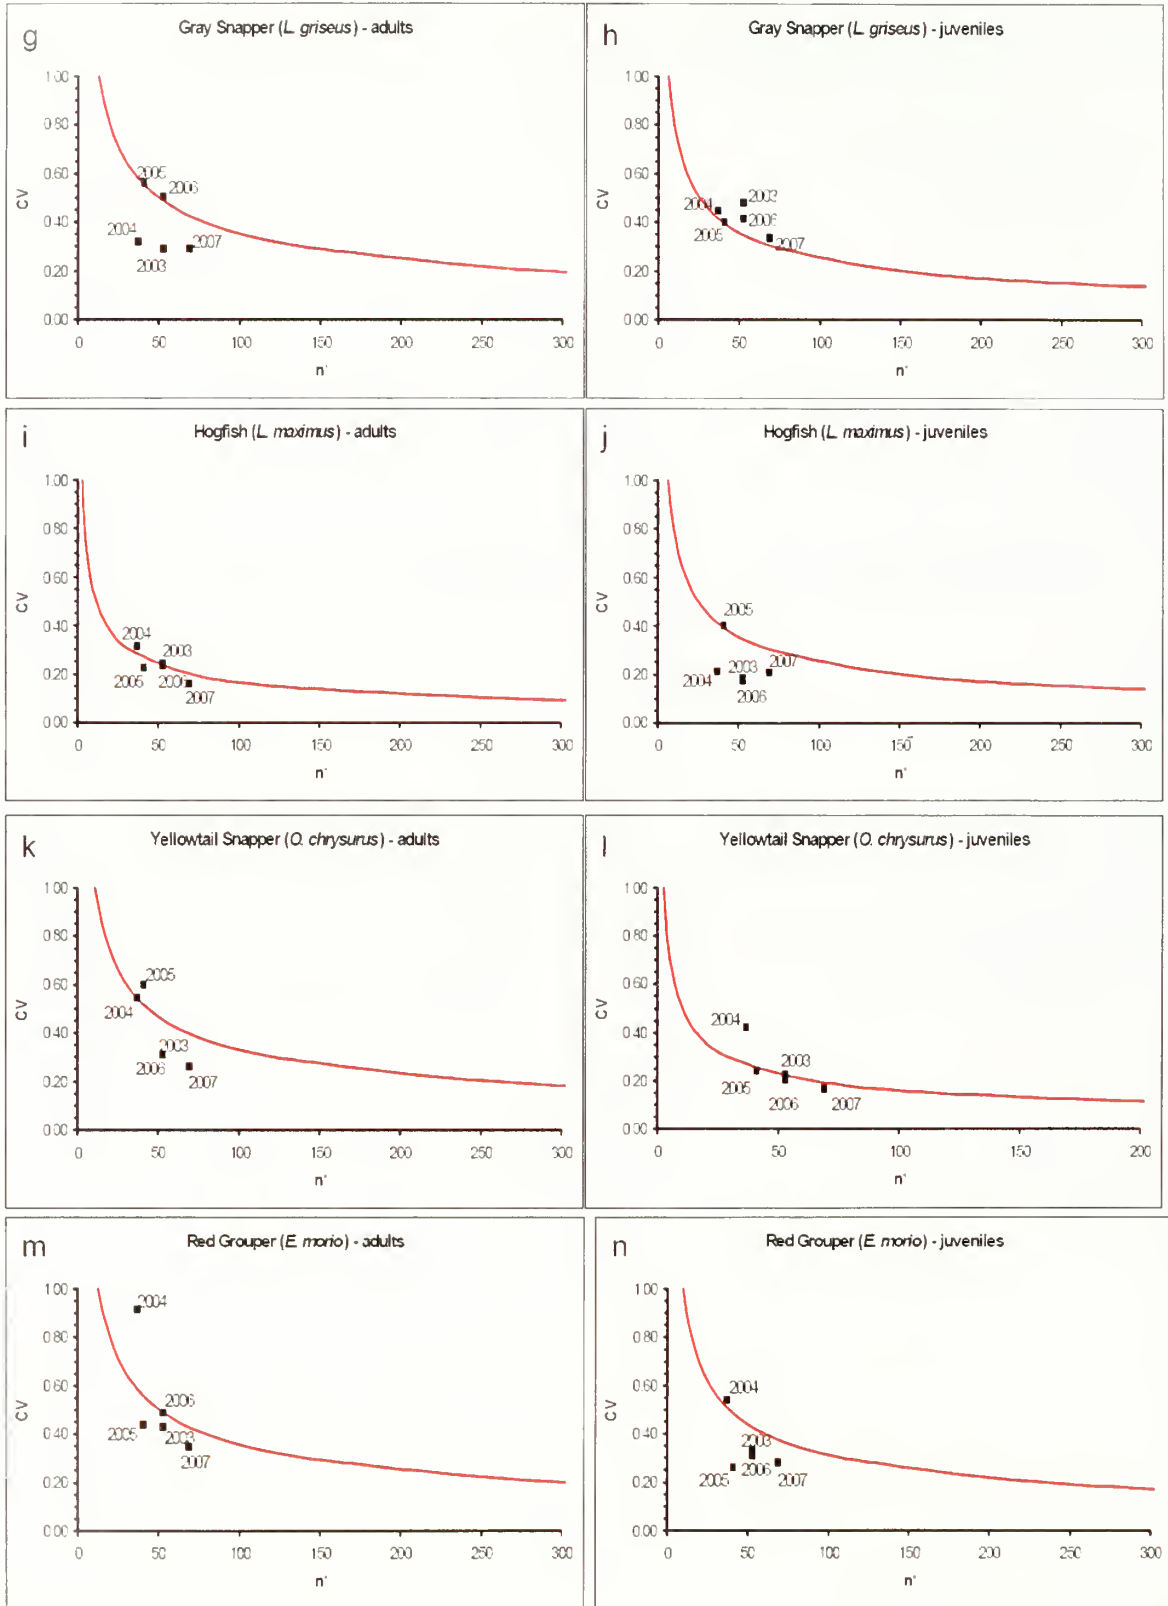 g
Gray Snapper (L. griseus) - adults
1.00
0.80
0.60
0.40
0.20
0.00
CV
2005
2006
2004
2003
2007
0 50 100 150 200 250 300
n*
h
Gray Snapper (L. griseus) - juveniles
1.00
0.80
0.60
0.40
0.20
0.00
CV
2003
2004
2006
2005
2007
0 50 100 150 200 250 300
n*
i
Hogfish (L. maximus) - adults
1.00
0.80
0.60
0.40
0.20
0.00
CV
2004
2003
2005
2006
2007
0 50 100 150 200 250 300
n*
j
Hogfish (L. maximus) - juveniles
1.00
0.80
0.60
0.40
0.20
0.00
CV
2005
2003
2007
2004
2006
0 50 100 150 200 250 300
n*
k
Yellowtail Snapper (O. chrysurus) - adults
1.00
0.80
0.60
0.40
0.20
0.00
CV
2005
2004
2003
2006
2007
0 50 100 150 200 250 300
n*
l
Yellowtail Snapper (O. chrysurus) - juveniles
1.00
0.80
0.60
0.40
0.20
0.00
CV
2004
2003
2005
2006
2007
0 50 100 150 200
n*
m
Red Grouper (E. morio) - adults
1.00
0.80
0.60
0.40
0.20
0.00
CV
2004
2006
2005
2003
2007
0 50 100 150 200 250 300
n*
n
Red Grouper (E. morio) - juveniles
1.00
0.80
0.60
0.40
0.20
0.00
CV
2004
2003
2005
2006
2007
0 50 100 150 200 250 300
n*